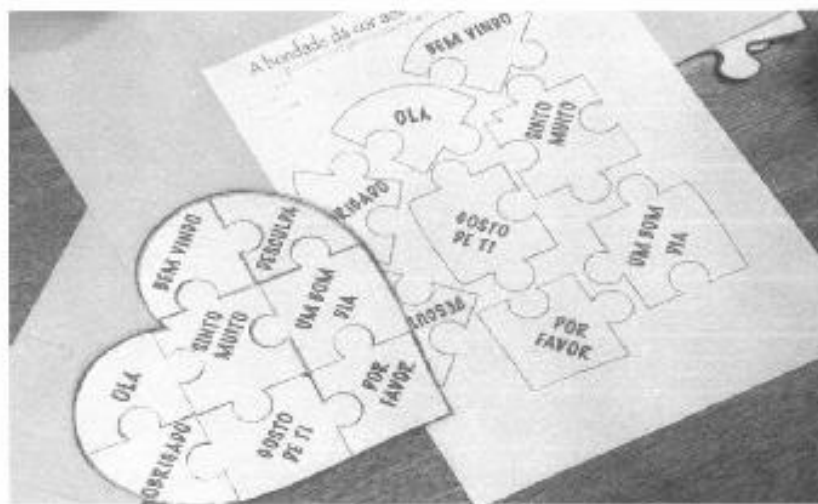 A bondade da cor
BEM VINDO
OLA
SINTO
MUITO
GOSTO
DE TI
UM BOM
DIA
POR
FAVOR
BEM VINDO
DESCULPA
OLA
SINTO
MUITO
UM BOM
DIA
OBRIGADO
GOSTO
DE TI
POR
FAVOR